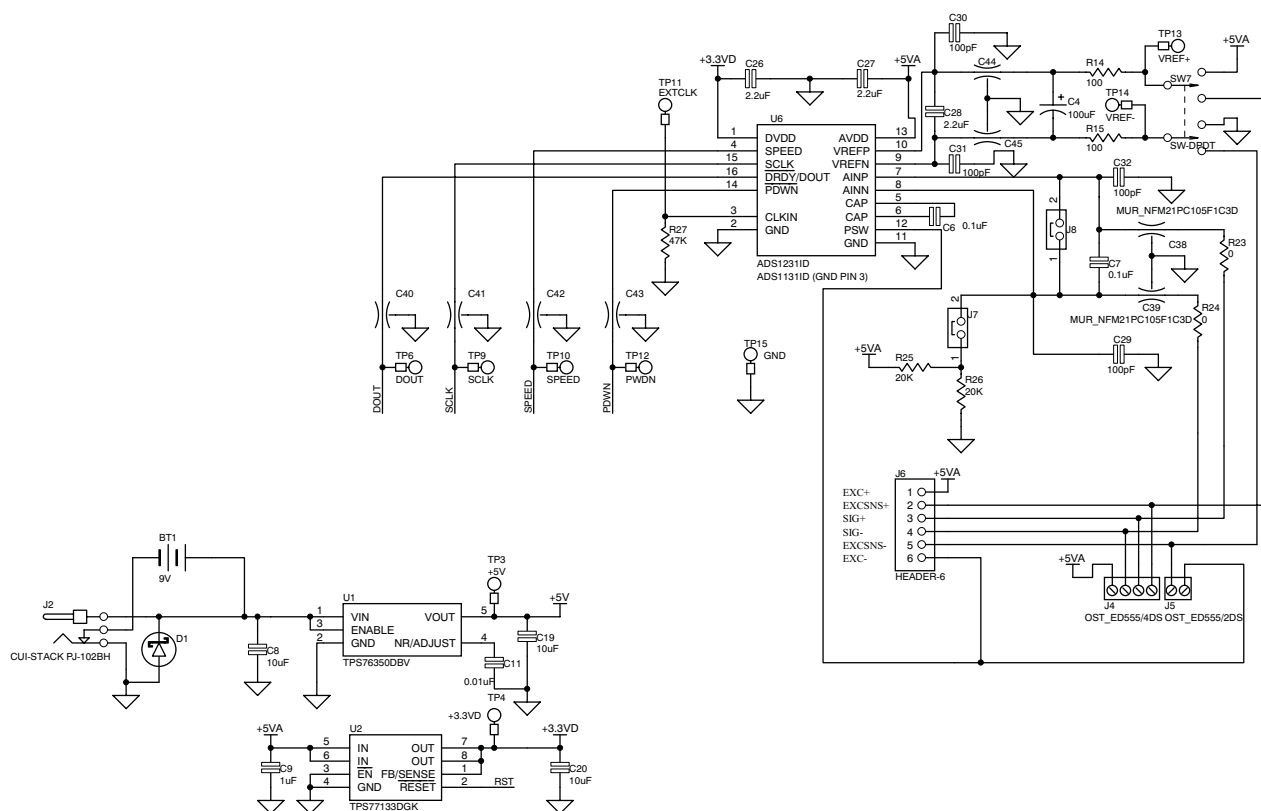 C30
100pF
TP13
VREF+
+5VA
+3.3VD
C26
2.2uF
C27
2.2uF
+5VA
C44
R14
100
SW7
TP11
EXTCLK
TP14
VREF-
C28
2.2uF
+
C4
100uF
U6
1 DVDD AVDD 13
4 SPEED VREFP 10
15 SCLK VREFN 9
16 DRDY/DOUT AINP 7
14 PDWN AINN 8
CAP 5
3 CLKIN CAP 6
2 GND PSW 12
GND 11
ADS1231ID
ADS1131ID (GND PIN 3)
R15
100
SW-DPDT
C45
C31
100pF
C32
100pF
MUR_NFM21PC105F1C3D
C6 0.1uF
R27
47K
2
J8
1
C38
R23
0
C7
0.1uF
C39
MUR_NFM21PC105F1C3D
R24
0
C40
C41
C42
C43
2
J7
1
C29
100pF
TP15
GND
+5VA
R25
20K
R26
20K
TP6
DOUT
TP9
SCLK
TP10
SPEED
TP12
PWDN
DOUT
SCLK
SPEED
PDWN
J6
+5VA
EXC+ 1
EXCSNS+ 2
SIG+ 3
SIG- 4
EXCSNS- 5
EXC- 6
HEADER-6
+5VA
J4
OST_ED555/4DS
J5
OST_ED555/2DS
BT1
9V
J2
CUI-STACK PJ-102BH
D1
C8
10uF
U1
1 VIN VOUT 5
3 ENABLE
2 GND NR/ADJUST 4
TPS76350DBV
TP3
+5V
+5V
C19
10uF
C11
0.01uF
TP4
+3.3VD
+5VA
C9
1uF
U2
5 IN OUT 7
6 IN OUT 8
3 EN FB/SENSE 1
4 GND RESET 2
RST
TPS77133DGK
+3.3VD
C20
10uF